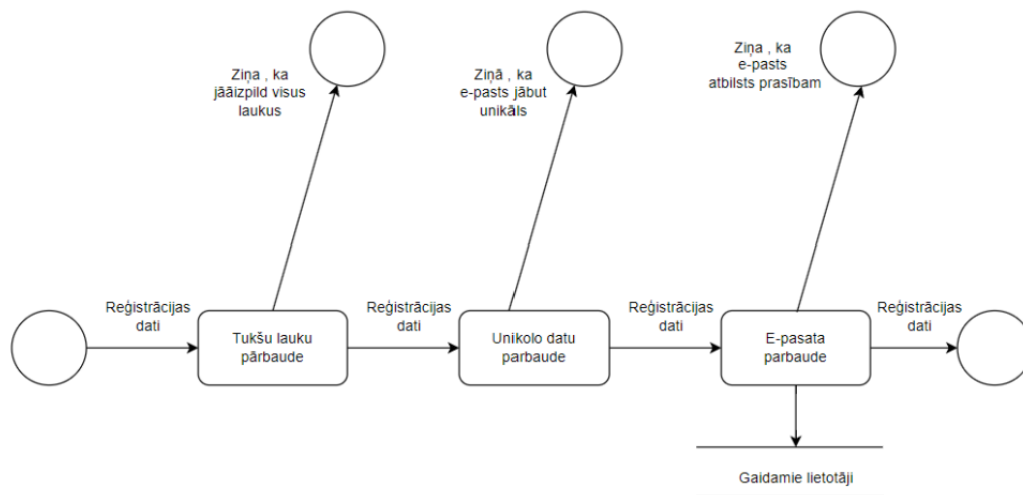 Ziņa , ka
jāāizpild visus
laukus
Ziņā , ka
e-pasts jābut
unikāls
Ziņa , ka
e-pasts
atbilsts prasībam
Reģistrācijas
dati
Tukšu lauku
pārbaude
Reģistrācijas
dati
Unikolo datu
parbaude
Reģistrācijas
dati
E-pasata
parbaude
Reģistrācijas
dati
Gaidamie lietotāji